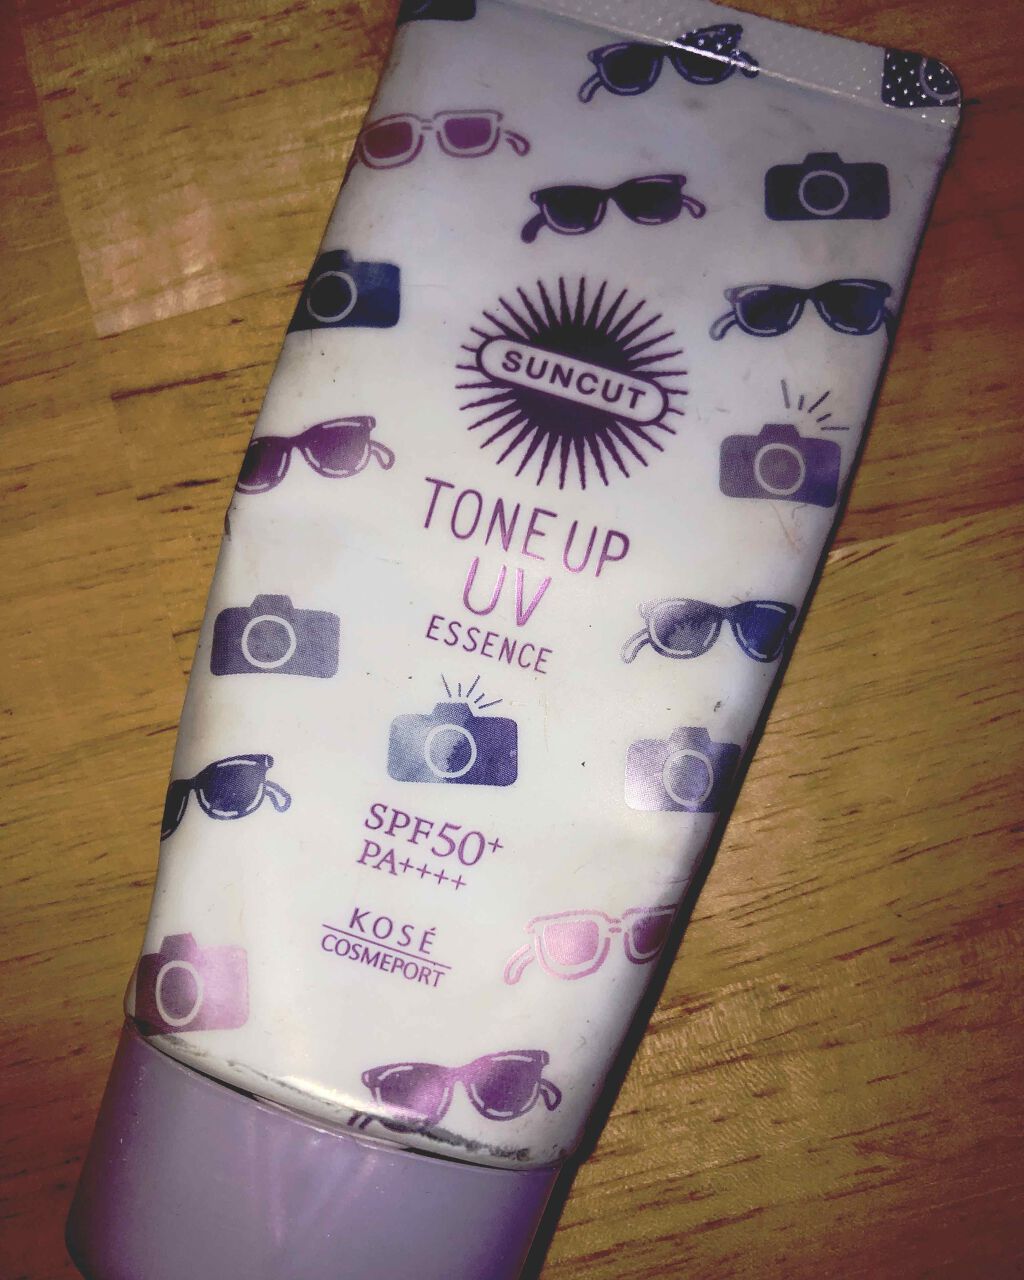 SUNCUT
TONE UP
UV
ESSENCE
SPF50+
PA++++
KOSÉ
COSMEPORT